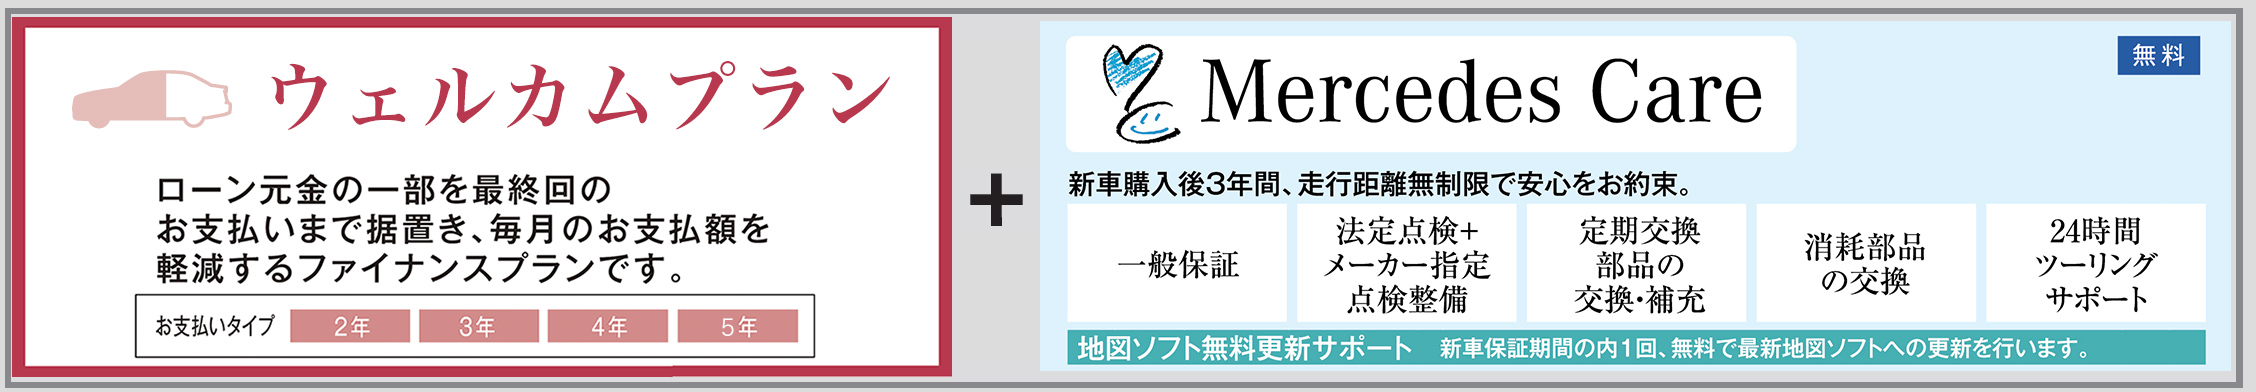 ウェルカムプラン
ローン元金の一部を最終回の
お支払いまで据置き、毎月のお支払額を
軽減するファイナンスプランです。
お支払いタイプ 2年 3年 4年 5年
+
Mercedes Care
無料
新車購入後3年間、走行距離無制限で安心をお約束。
一般保証
法定点検+
メーカー指定
点検整備
定期交換
部品の
交換・補充
消耗部品
の交換
24時間
ツーリング
サポート
地図ソフト無料更新サポート 新車保証期間の内1回、無料で最新地図ソフトへの更新を行います。